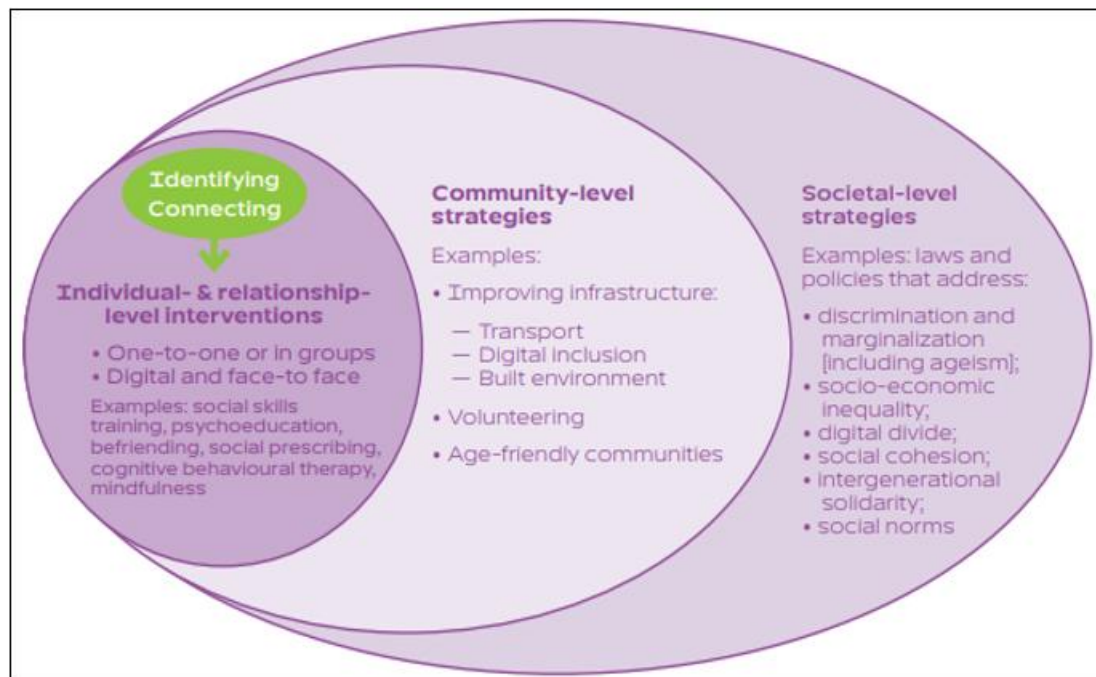 Identifying
Connecting
Individual- & relationship-
level interventions
• One-to-one or in groups
• Digital and face-to face
Examples: social skills
training, psychoeducation,
befriending, social prescribing,
cognitive behavioural therapy,
mindfulness
Community-level
strategies
Examples:
• Improving infrastructure:
— Transport
— Digital inclusion
— Built environment
• Volunteering
• Age-friendly communities
Societal-level
strategies
Examples: laws and
policies that address:
• discrimination and
marginalization
[including ageism];
• socio-economic
inequality;
• digital divide;
• social cohesion;
• intergenerational
solidarity;
• social norms